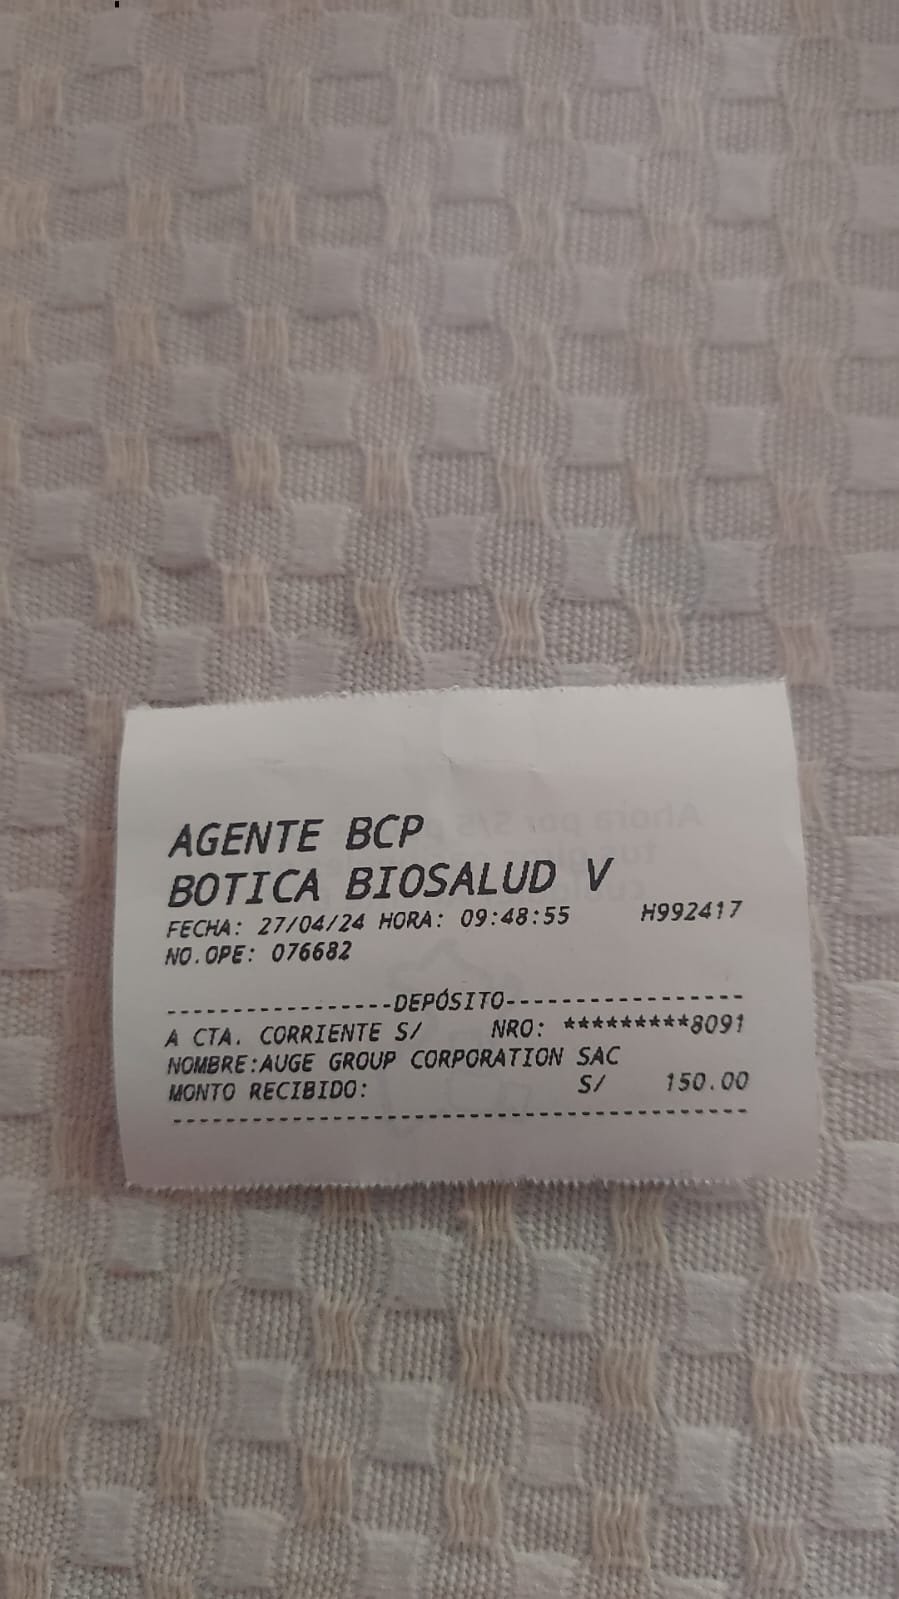 AGENTE BCP
BOTICA BIOSALUD V
FECHA: 27/04/24 HORA: 09:48:55 H992417
NO.OPE: 076682
-----------------DEPÓSITO------------------
A CTA. CORRIENTE S/ NRO: *********8091
NOMBRE:AUGE GROUP CORPORATION SAC
MONTO RECIBIDO: S/ 150.00
-------------------------------------------